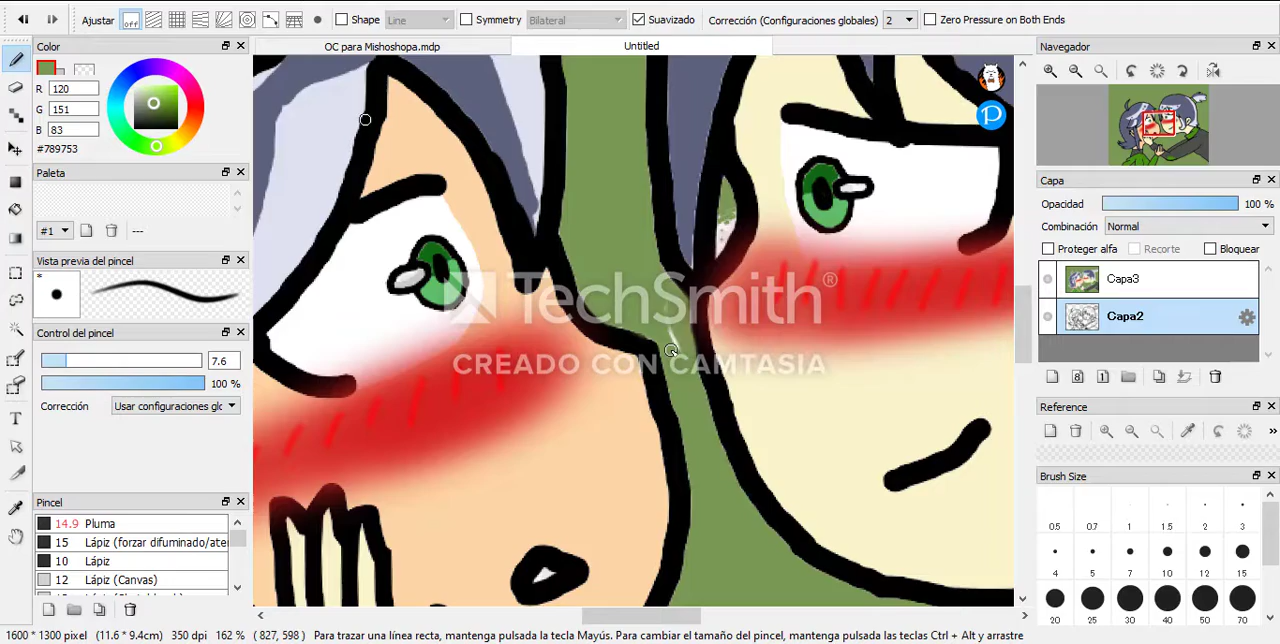 Ajustar off Shape Line Symmetry Bilateral Suavizado Corrección (Configuraciones globales) 2 Zero Pressure on Both Ends
Color
OC para Mishoshopa.mdp
Untitled
Navegador
R 120
G 151
B 83
#789753
Paleta
#1
---
Vista previa del pincel
*
Control del pincel
7.6
100 %
Corrección
Pincel
14.9 Pluma
15 Lápiz (forzar difuminado/ate
10 Lápiz
12 Lápiz (Canvas)
TechSmith®
CREADO CON CAMTASIA
P
Capa
Opacidad 100 %
Combinación Normal
Proteger alfa Recorte Bloquear
Capa3
Capa2
8 1
Reference
»
Brush Size
0.5 0.7 1 1.5 2 3
4 5 7 10 12 15
20 25 30 40 50 70
1600 * 1300 pixel (11.6 * 9.4cm) 350 dpi 162 % ( 827, 598 ) Para trazar una línea recta, mantenga pulsada la tecla Mayús. Para cambiar el tamaño del pincel, mantenga pulsadas las teclas Ctrl + Alt y arrastre